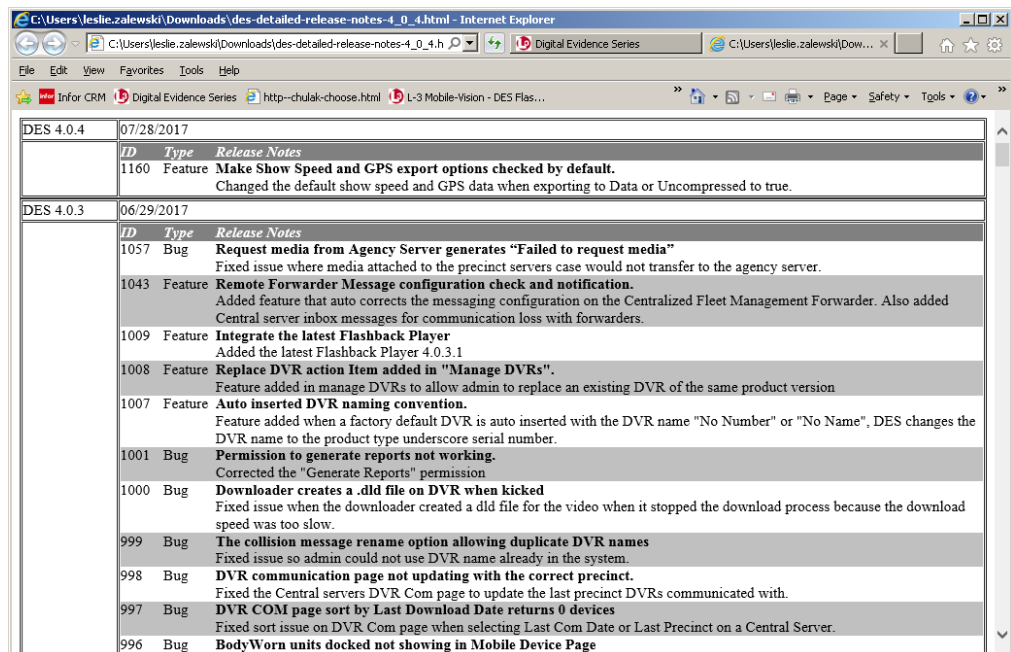 C:\Users\leslie.zalewski\Downloads\des-detailed-release-notes-4_0_4.html - Internet Explorer
C:\Users\leslie.zalewski\Downloads\des-detailed-release-notes-4_0_4.h
Digital Evidence Series
C:\Users\leslie.zalewski\Dow...
File Edit View Favorites Tools Help
infor Infor CRM Digital Evidence Series http--chulak-choose.html L-3 Mobile-Vision - DES Flas... Page Safety Tools
DES 4.0.4 07/28/2017
ID Type Release Notes
1160 Feature Make Show Speed and GPS export options checked by default.
Changed the default show speed and GPS data when exporting to Data or Uncompressed to true.
DES 4.0.3 06/29/2017
ID Type Release Notes
1057 Bug Request media from Agency Server generates “Failed to request media”
Fixed issue where media attached to the precinct servers case would not transfer to the agency server.
1043 Feature Remote Forwarder Message configuration check and notification.
Added feature that auto corrects the messaging configuration on the Centralized Fleet Management Forwarder. Also added
Central server inbox messages for communication loss with forwarders.
1009 Feature Integrate the latest Flashback Player
Added the latest Flashback Player 4.0.3.1
1008 Feature Replace DVR action Item added in "Manage DVRs".
Feature added in manage DVRs to allow admin to replace an existing DVR of the same product version
1007 Feature Auto inserted DVR naming convention.
Feature added when a factory default DVR is auto inserted with the DVR name "No Number" or "No Name", DES changes the
DVR name to the product type underscore serial number.
1001 Bug Permission to generate reports not working.
Corrected the "Generate Reports" permission
1000 Bug Downloader creates a .dld file on DVR when kicked
Fixed issue when the downloader created a dld file for the video when it stopped the download process because the download
speed was too slow.
999 Bug The collision message rename option allowing duplicate DVR names
Fixed issue so admin could not use DVR name already in the system.
998 Bug DVR communication page not updating with the correct precinct.
Fixed the Central servers DVR Com page to update the last precinct DVRs communicated with.
997 Bug DVR COM page sort by Last Download Date returns 0 devices
Fixed sort issue on DVR Com page when selecting Last Com Date or Last Precinct on a Central Server.
996 Bug BodyWorn units docked not showing in Mobile Device Page